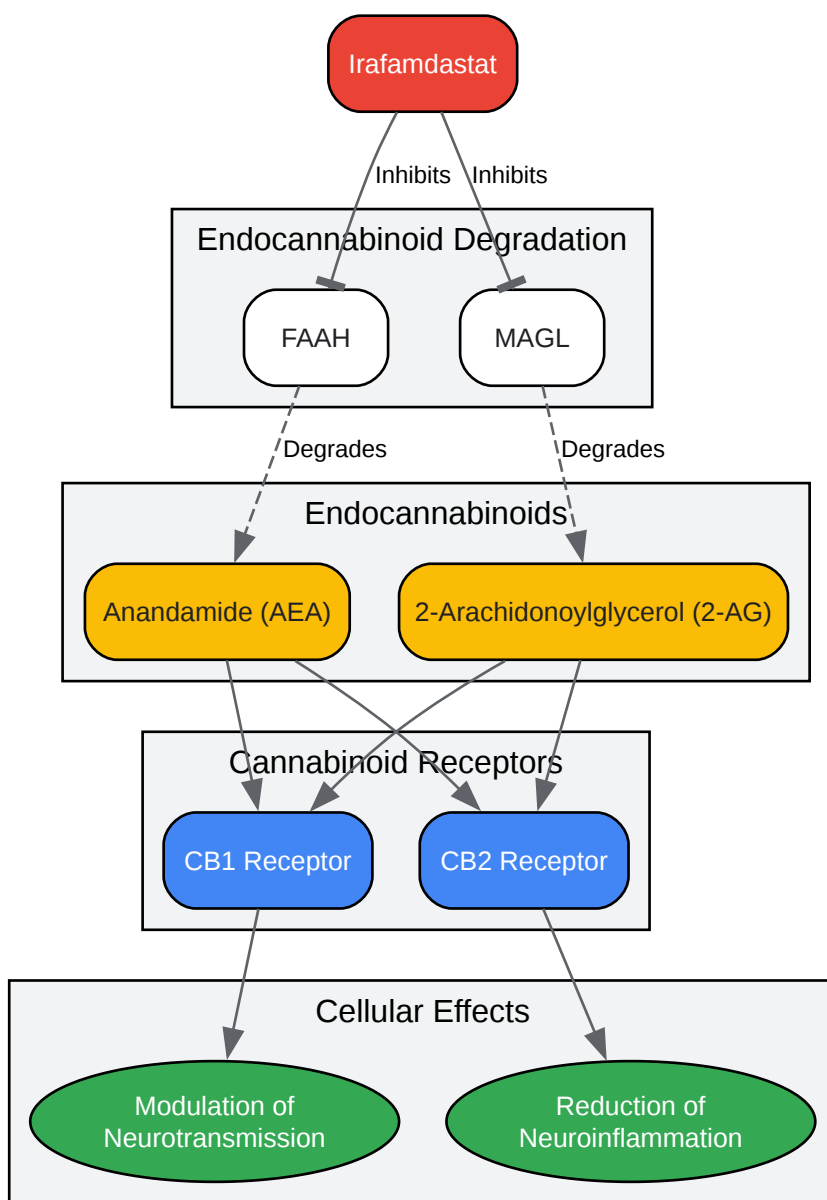 Irafamdastat
Inhibits
Inhibits
Endocannabinoid Degradation
FAAH
MAGL
Degrades
Degrades
Endocannabinoids
Anandamide (AEA)
2-Arachidonoylglycerol (2-AG)
Cannabinoid Receptors
CB1 Receptor
CB2 Receptor
Cellular Effects
Modulation of
Neurotransmission
Reduction of
Neuroinflammation